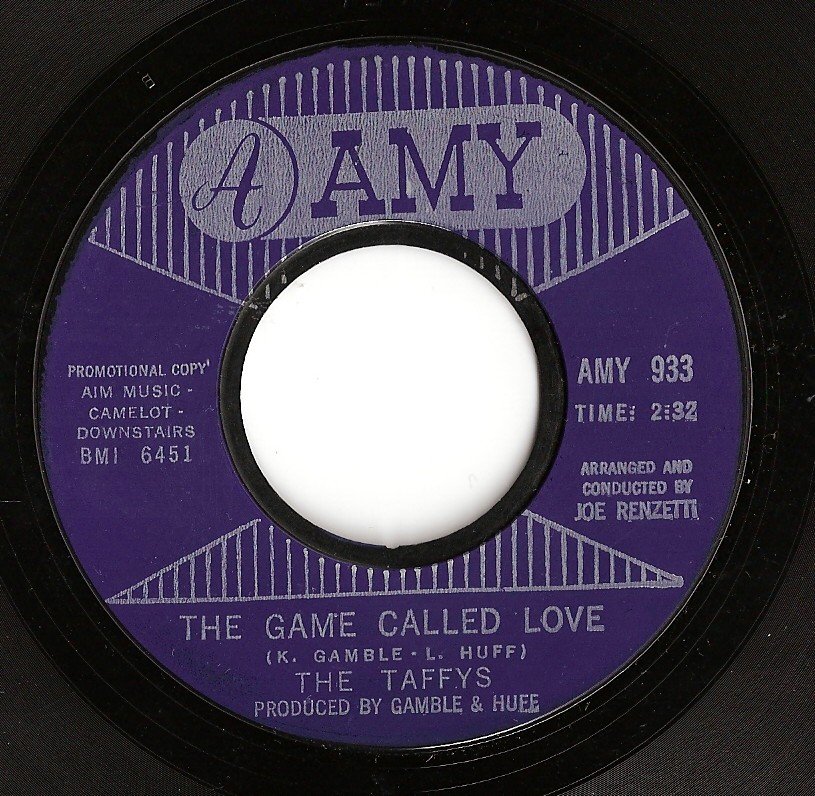 A AMY
PROMOTIONAL COPY
AIM MUSIC -
CAMELOT -
DOWNSTAIRS
BMI 6451
AMY 933
TIME: 2:32
ARRANGED AND
CONDUCTED BY
JOE RENZETTI
THE GAME CALLED LOVE
(K. GAMBLE - L. HUFF)
THE TAFFYS
PRODUCED BY GAMBLE & HUFF